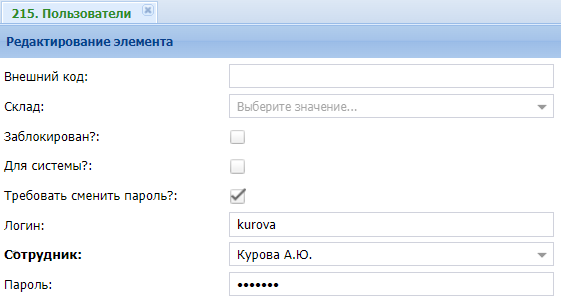 215. Пользователи
Редактирование элемента
Внешний код:
Склад: Выберите значение...
Заблокирован?:
Для системы?:
Требовать сменить пароль?:
Логин: kurova
Сотрудник: Курова А.Ю.
Пароль: •••••••